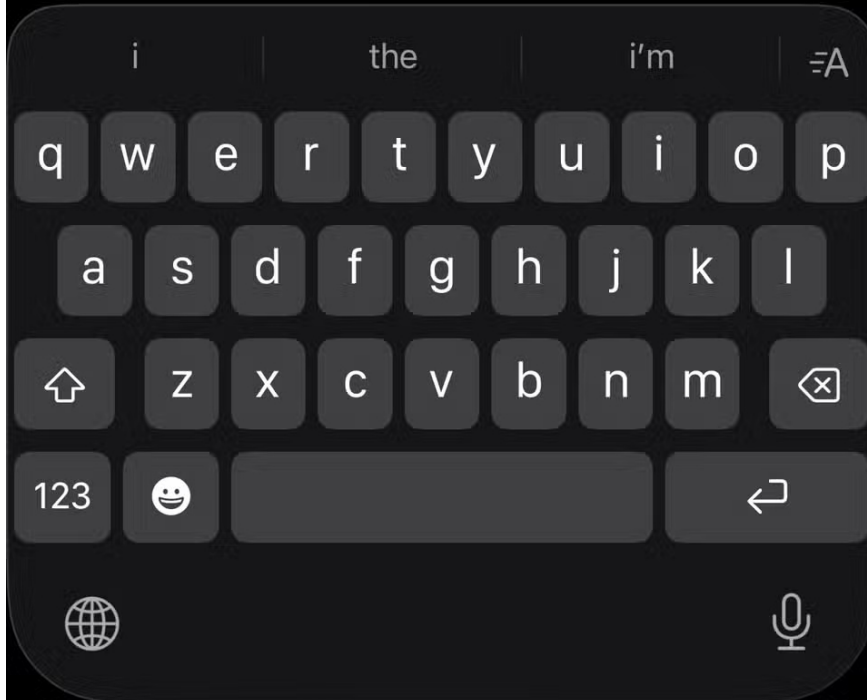 i the i'm A
q w e r t y u i o p
a s d f g h j k l
z x c v b n m
123